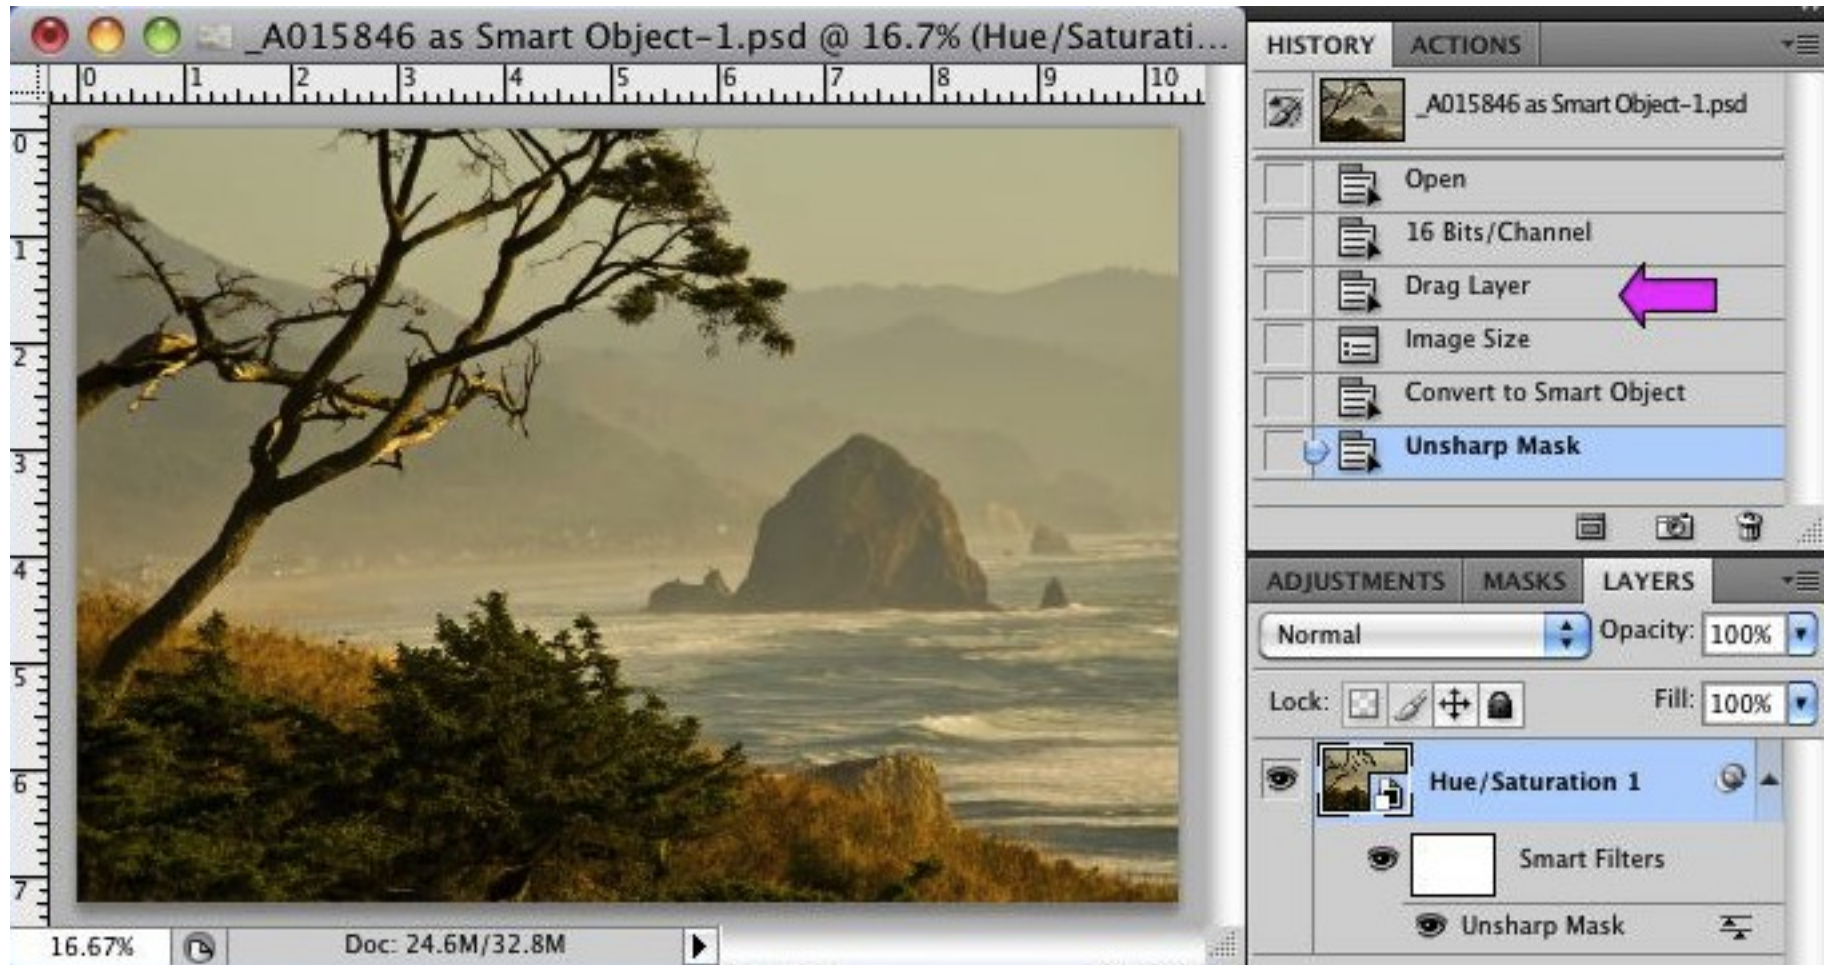 _A015846 as Smart Object-1.psd @ 16.7% (Hue/Saturati...
0 1 2 3 4 5 6 7 8 9 10
0
1
2
3
4
5
6
7
16.67% Doc: 24.6M/32.8M
HISTORY ACTIONS
_A015846 as Smart Object-1.psd
Open
16 Bits/Channel
Drag Layer
Image Size
Convert to Smart Object
Unsharp Mask
ADJUSTMENTS MASKS LAYERS
Normal Opacity: 100%
Lock: Fill: 100%
Hue/Saturation 1
Smart Filters
Unsharp Mask